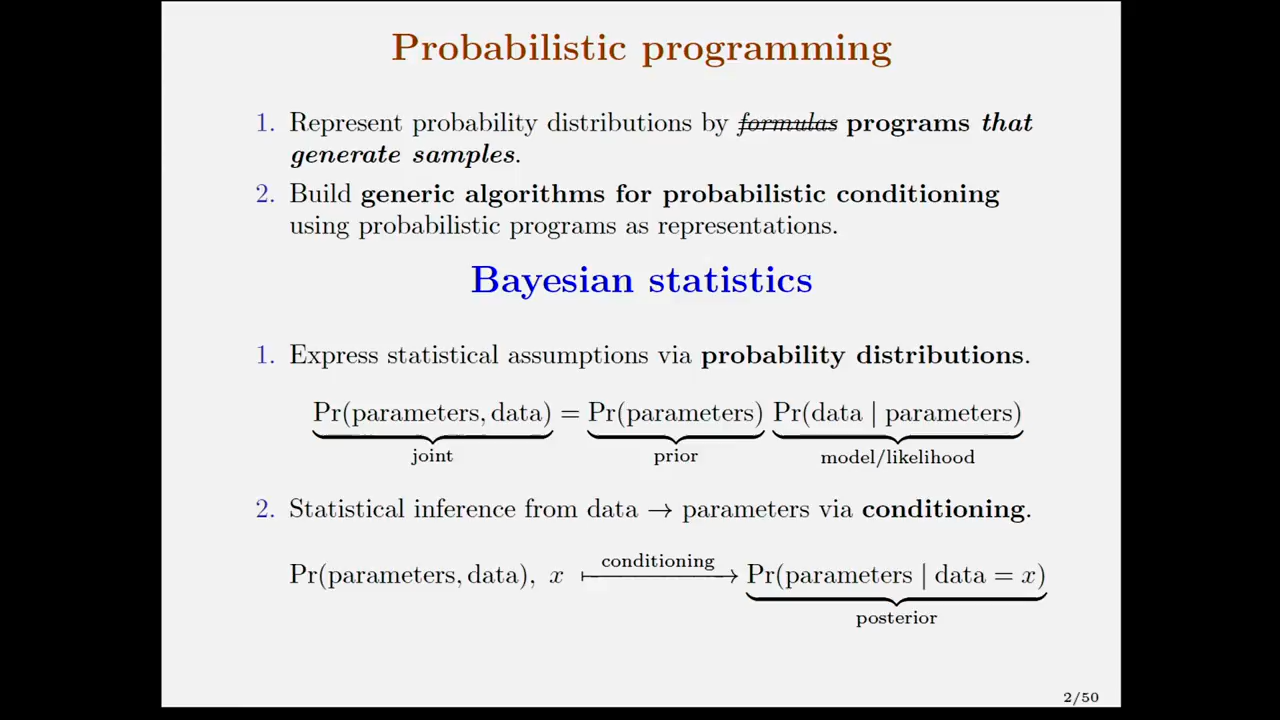 Probabilistic programming
1. Represent probability distributions by formulas programs that
generate samples.
2. Build generic algorithms for probabilistic conditioning
using probabilistic programs as representations.
Bayesian statistics
1. Express statistical assumptions via probability distributions.
Pr(parameters, data) = Pr(parameters) Pr(data | parameters)
joint prior model/likelihood
2. Statistical inference from data → parameters via conditioning.
conditioning
Pr(parameters, data), x ⟼ Pr(parameters | data = x)
posterior
2/50